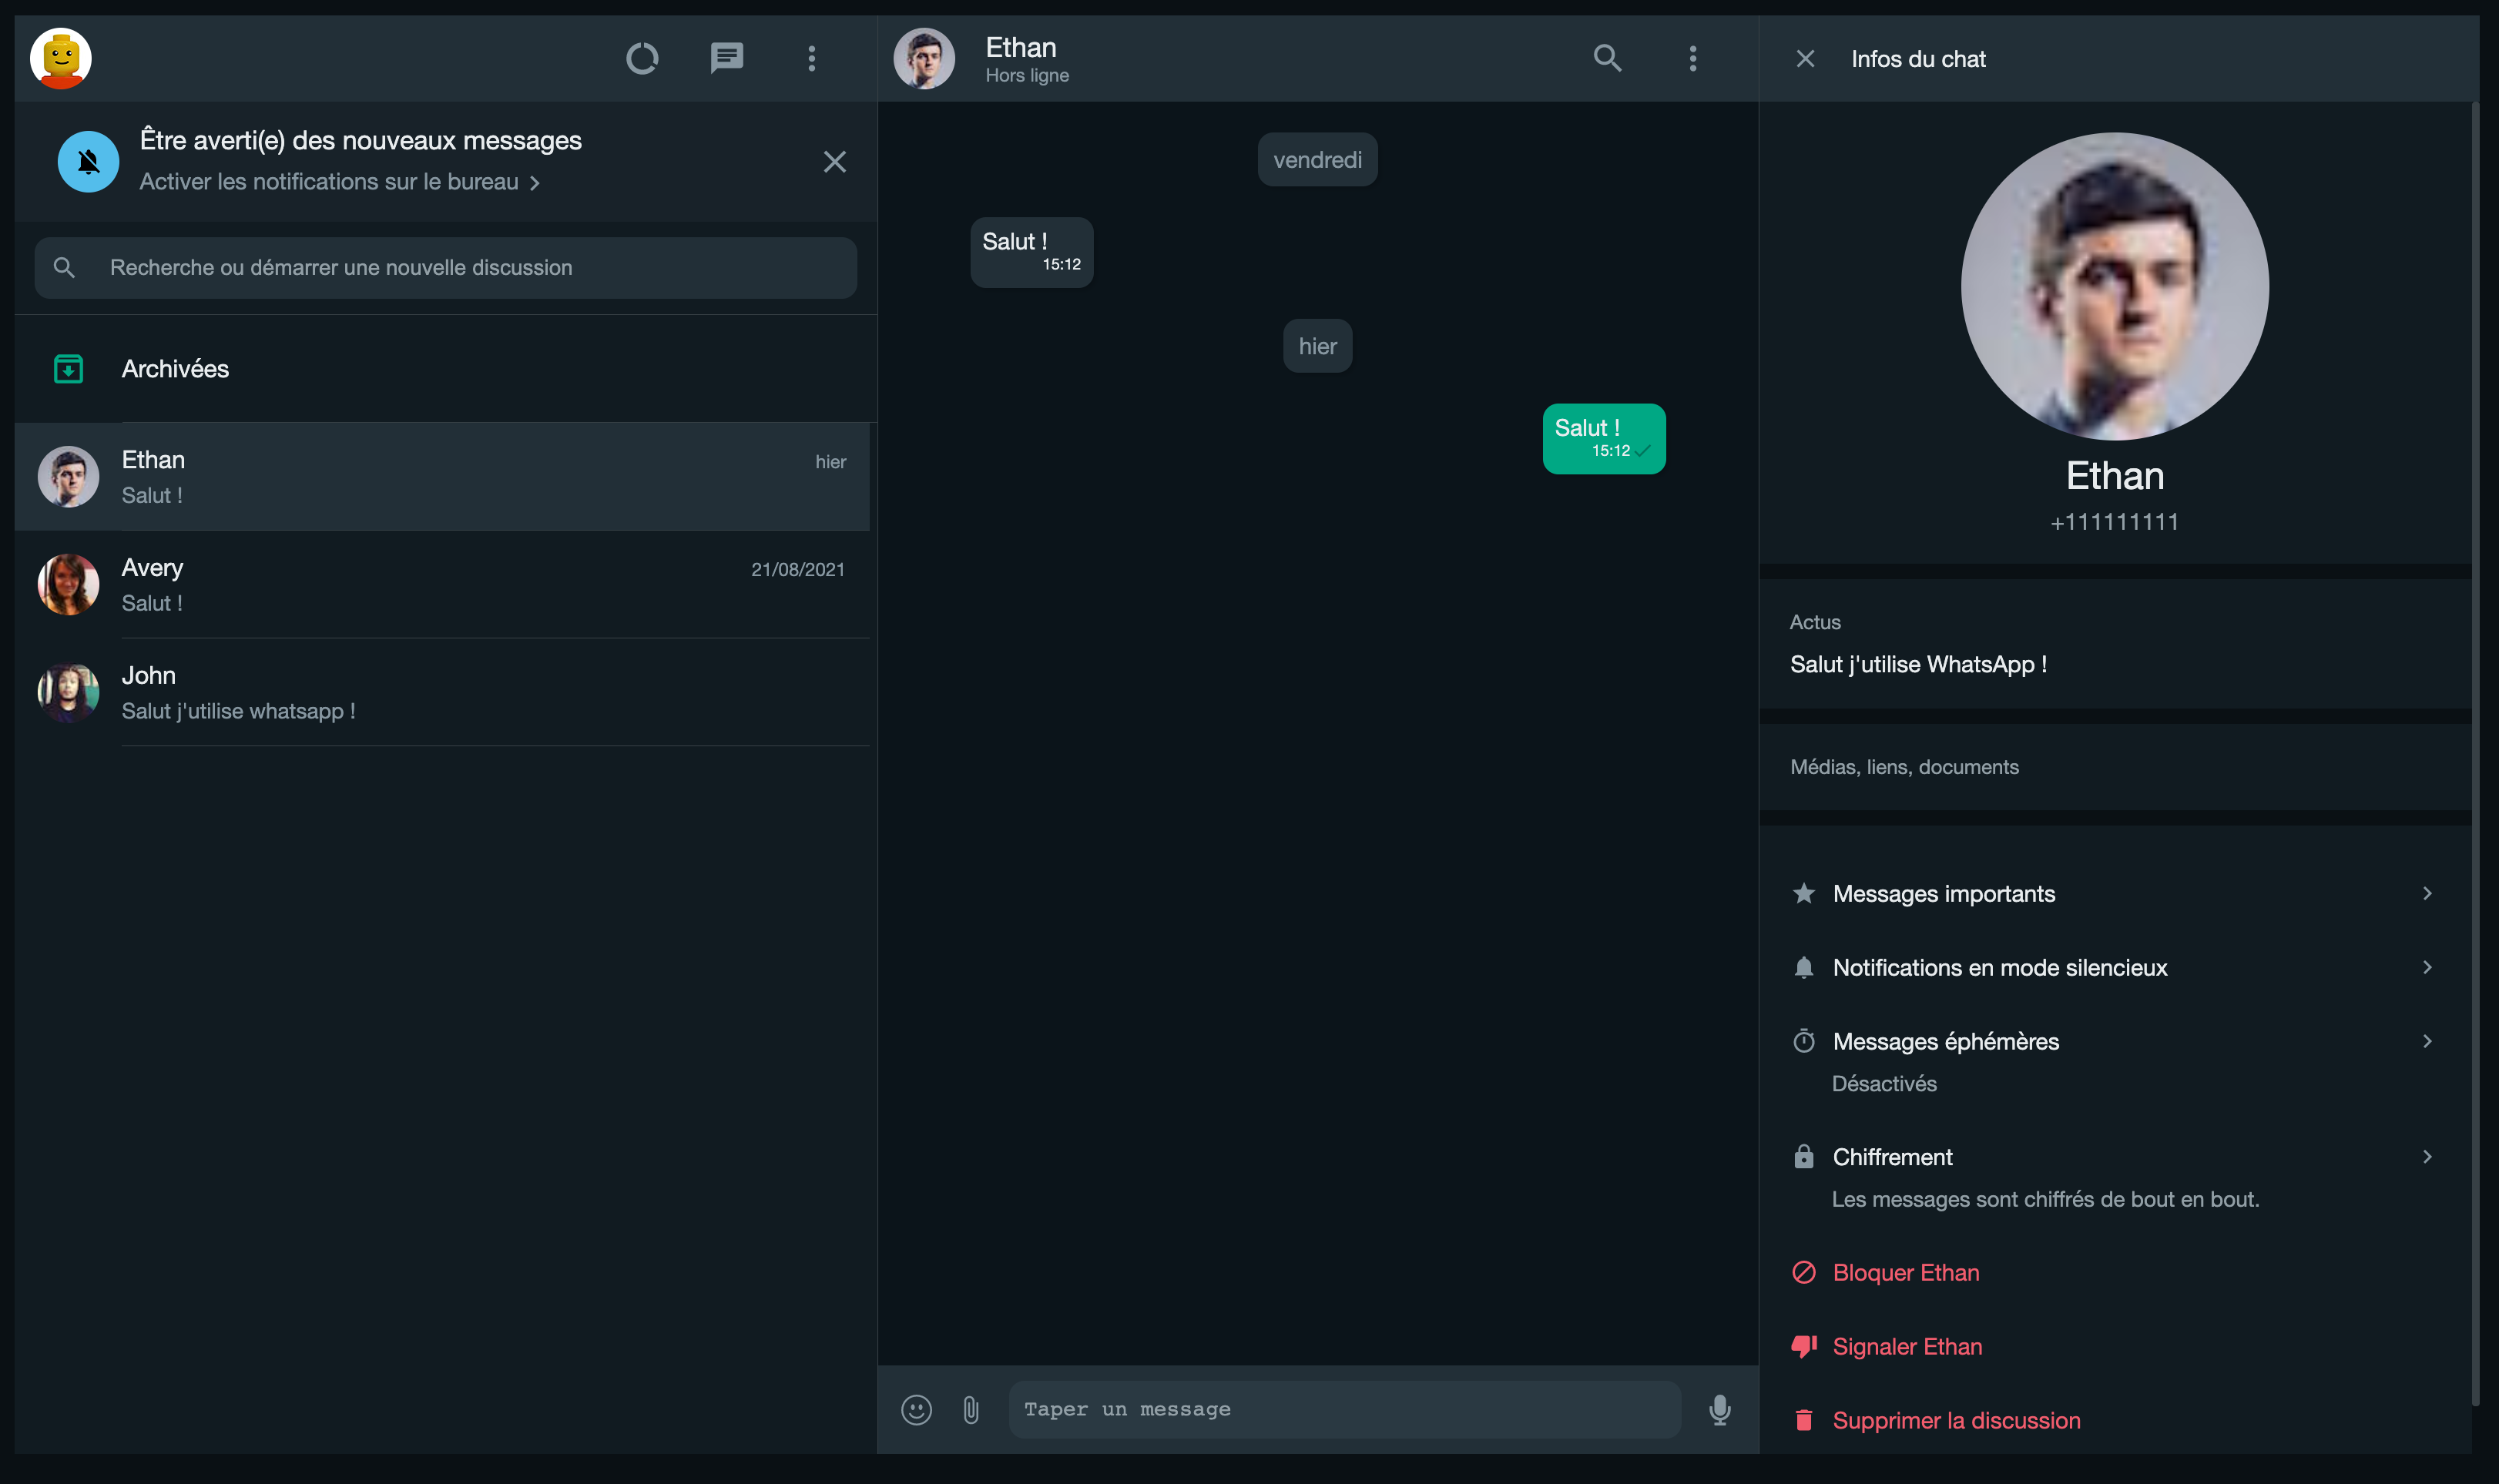 Être averti(e) des nouveaux messages
Activer les notifications sur le bureau
Recherche ou démarrer une nouvelle discussion
Archivées
Ethan
hier
Salut !
Avery
21/08/2021
Salut !
John
Salut j'utilise whatsapp !
Ethan
Hors ligne
vendredi
Salut !
15:12
hier
Salut !
15:12
Taper un message
Infos du chat
Ethan
+111111111
Actus
Salut j'utilise WhatsApp !
Médias, liens, documents
Messages importants
Notifications en mode silencieux
Messages éphémères
Désactivés
Chiffrement
Les messages sont chiffrés de bout en bout.
Bloquer Ethan
Signaler Ethan
Supprimer la discussion